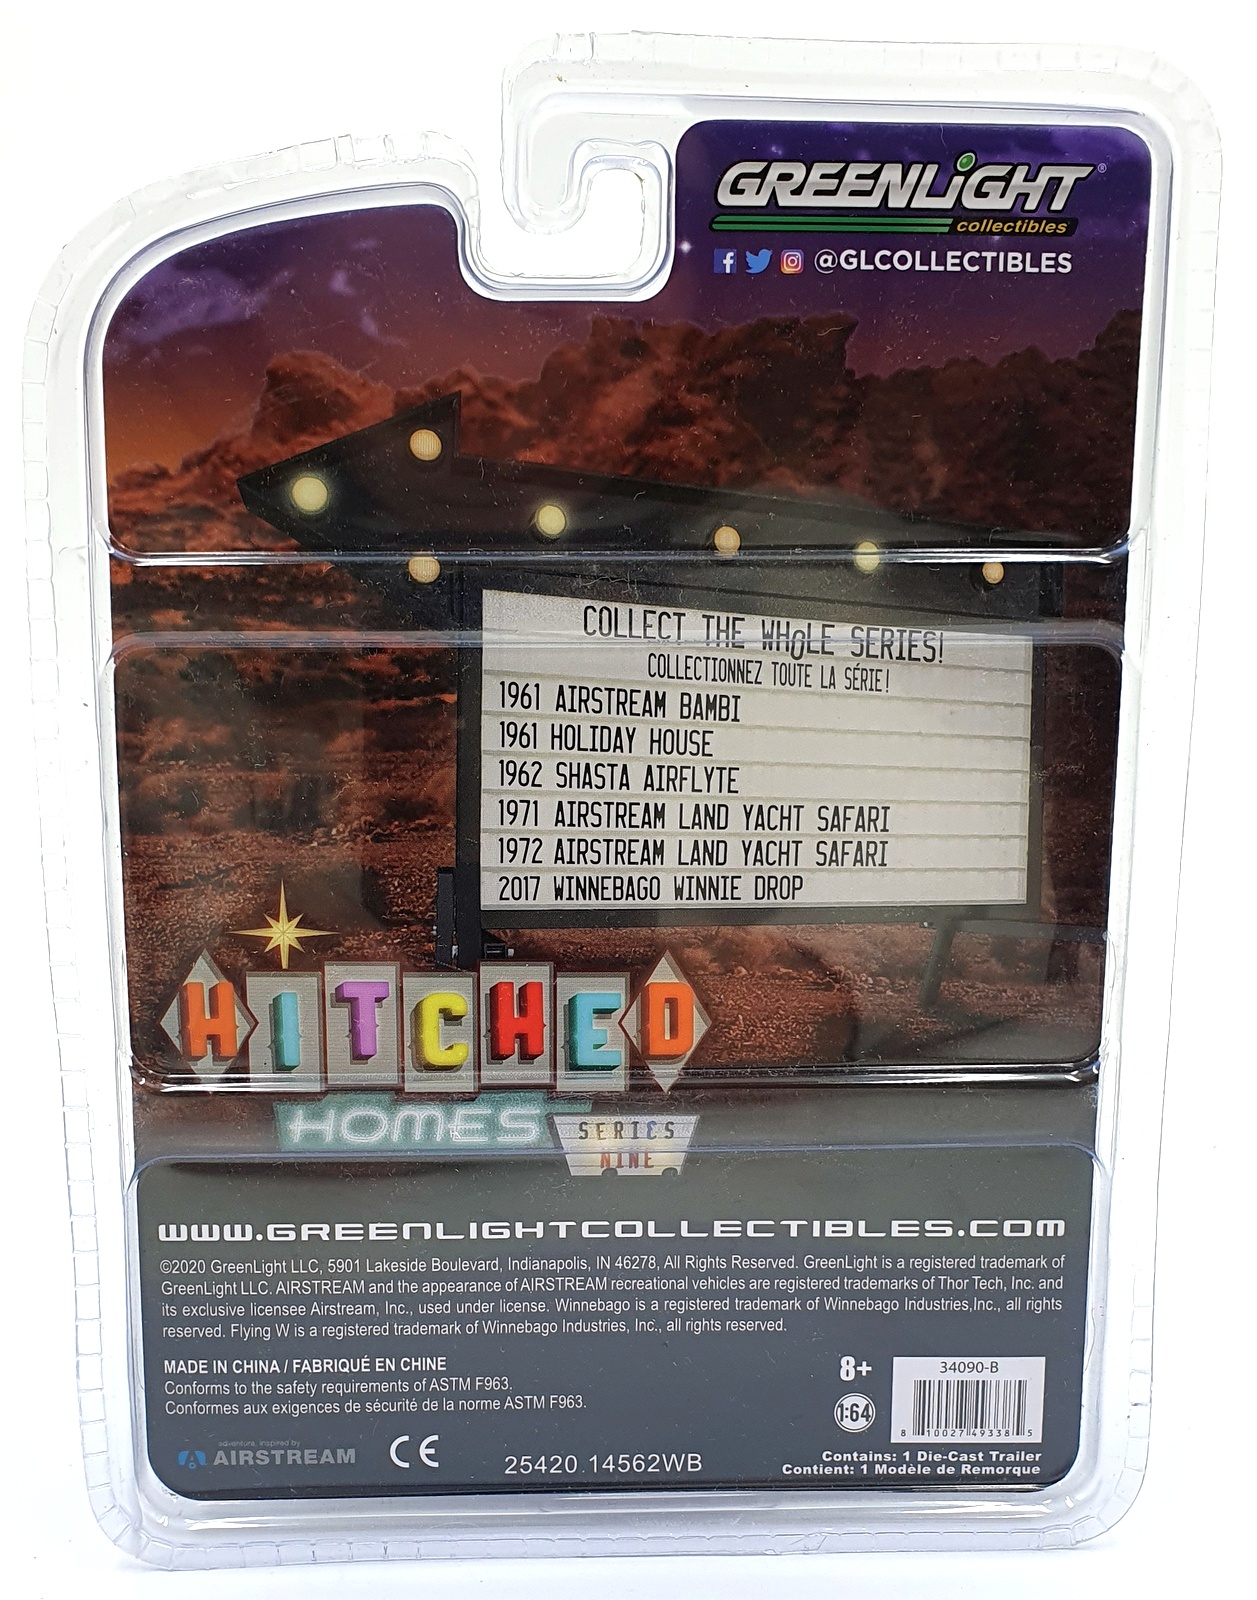 GREENLiGHT®
collectibles
@GLCOLLECTIBLES
COLLECT THE WHOLE SERIES!
COLLECTIONNEZ TOUTE LA SÉRIE!
1961 AIRSTREAM BAMBI
1961 HOLIDAY HOUSE
1962 SHASTA AIRFLYTE
1971 AIRSTREAM LAND YACHT SAFARI
1972 AIRSTREAM LAND YACHT SAFARI
2017 WINNEBAGO WINNIE DROP
HITCHED
HOMES
SERIES
NINE
www.GREENLIGHTCOLLECTIBLES.COM
©2020 GreenLight LLC, 5901 Lakeside Boulevard, Indianapolis, IN 46278, All Rights Reserved. GreenLight is a registered trademark of
GreenLight LLC. AIRSTREAM and the appearance of AIRSTREAM recreational vehicles are registered trademarks of Thor Tech, Inc. and
its exclusive licensee Airstream, Inc., used under license. Winnebago is a registered trademark of Winnebago Industries,Inc., all rights
reserved. Flying W is a registered trademark of Winnebago Industries, Inc., all rights reserved.
MADE IN CHINA / FABRIQUÉ EN CHINE
Conforms to the safety requirements of ASTM F963.
Conformes aux exigences de sécurité de la norme ASTM F963.
8+
1:64
34090-B
8 10027 49338 5
adventure, inspired by
AIRSTREAM
CE
25420 14562WB
Contains: 1 Die-Cast Trailer
Contient: 1 Modèle de Remorque